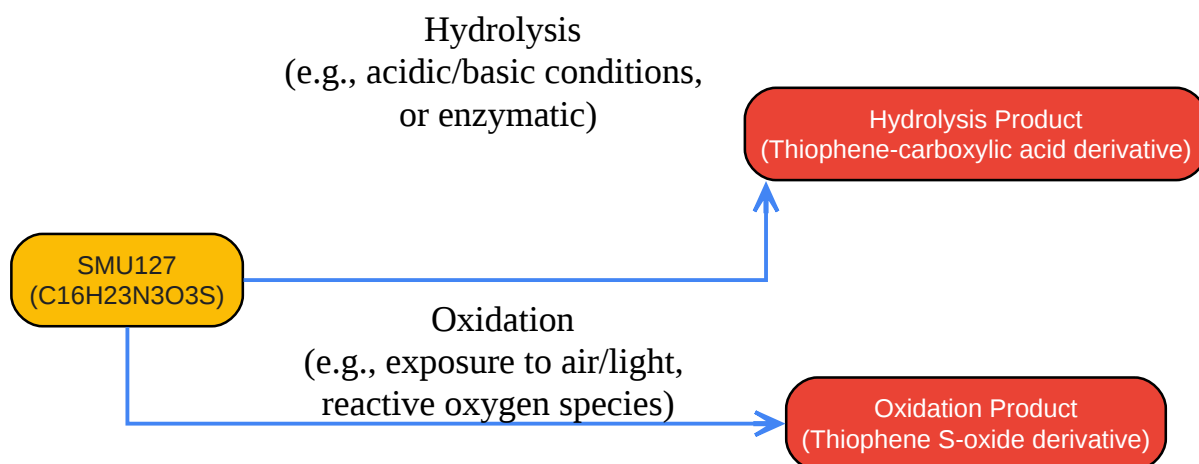 Hydrolysis
(e.g., acidic/basic conditions,
or enzymatic)
Hydrolysis Product
(Thiophene-carboxylic acid derivative)
SMU127
(C16H23N3O3S)
Oxidation
(e.g., exposure to air/light,
reactive oxygen species)
Oxidation Product
(Thiophene S-oxide derivative)